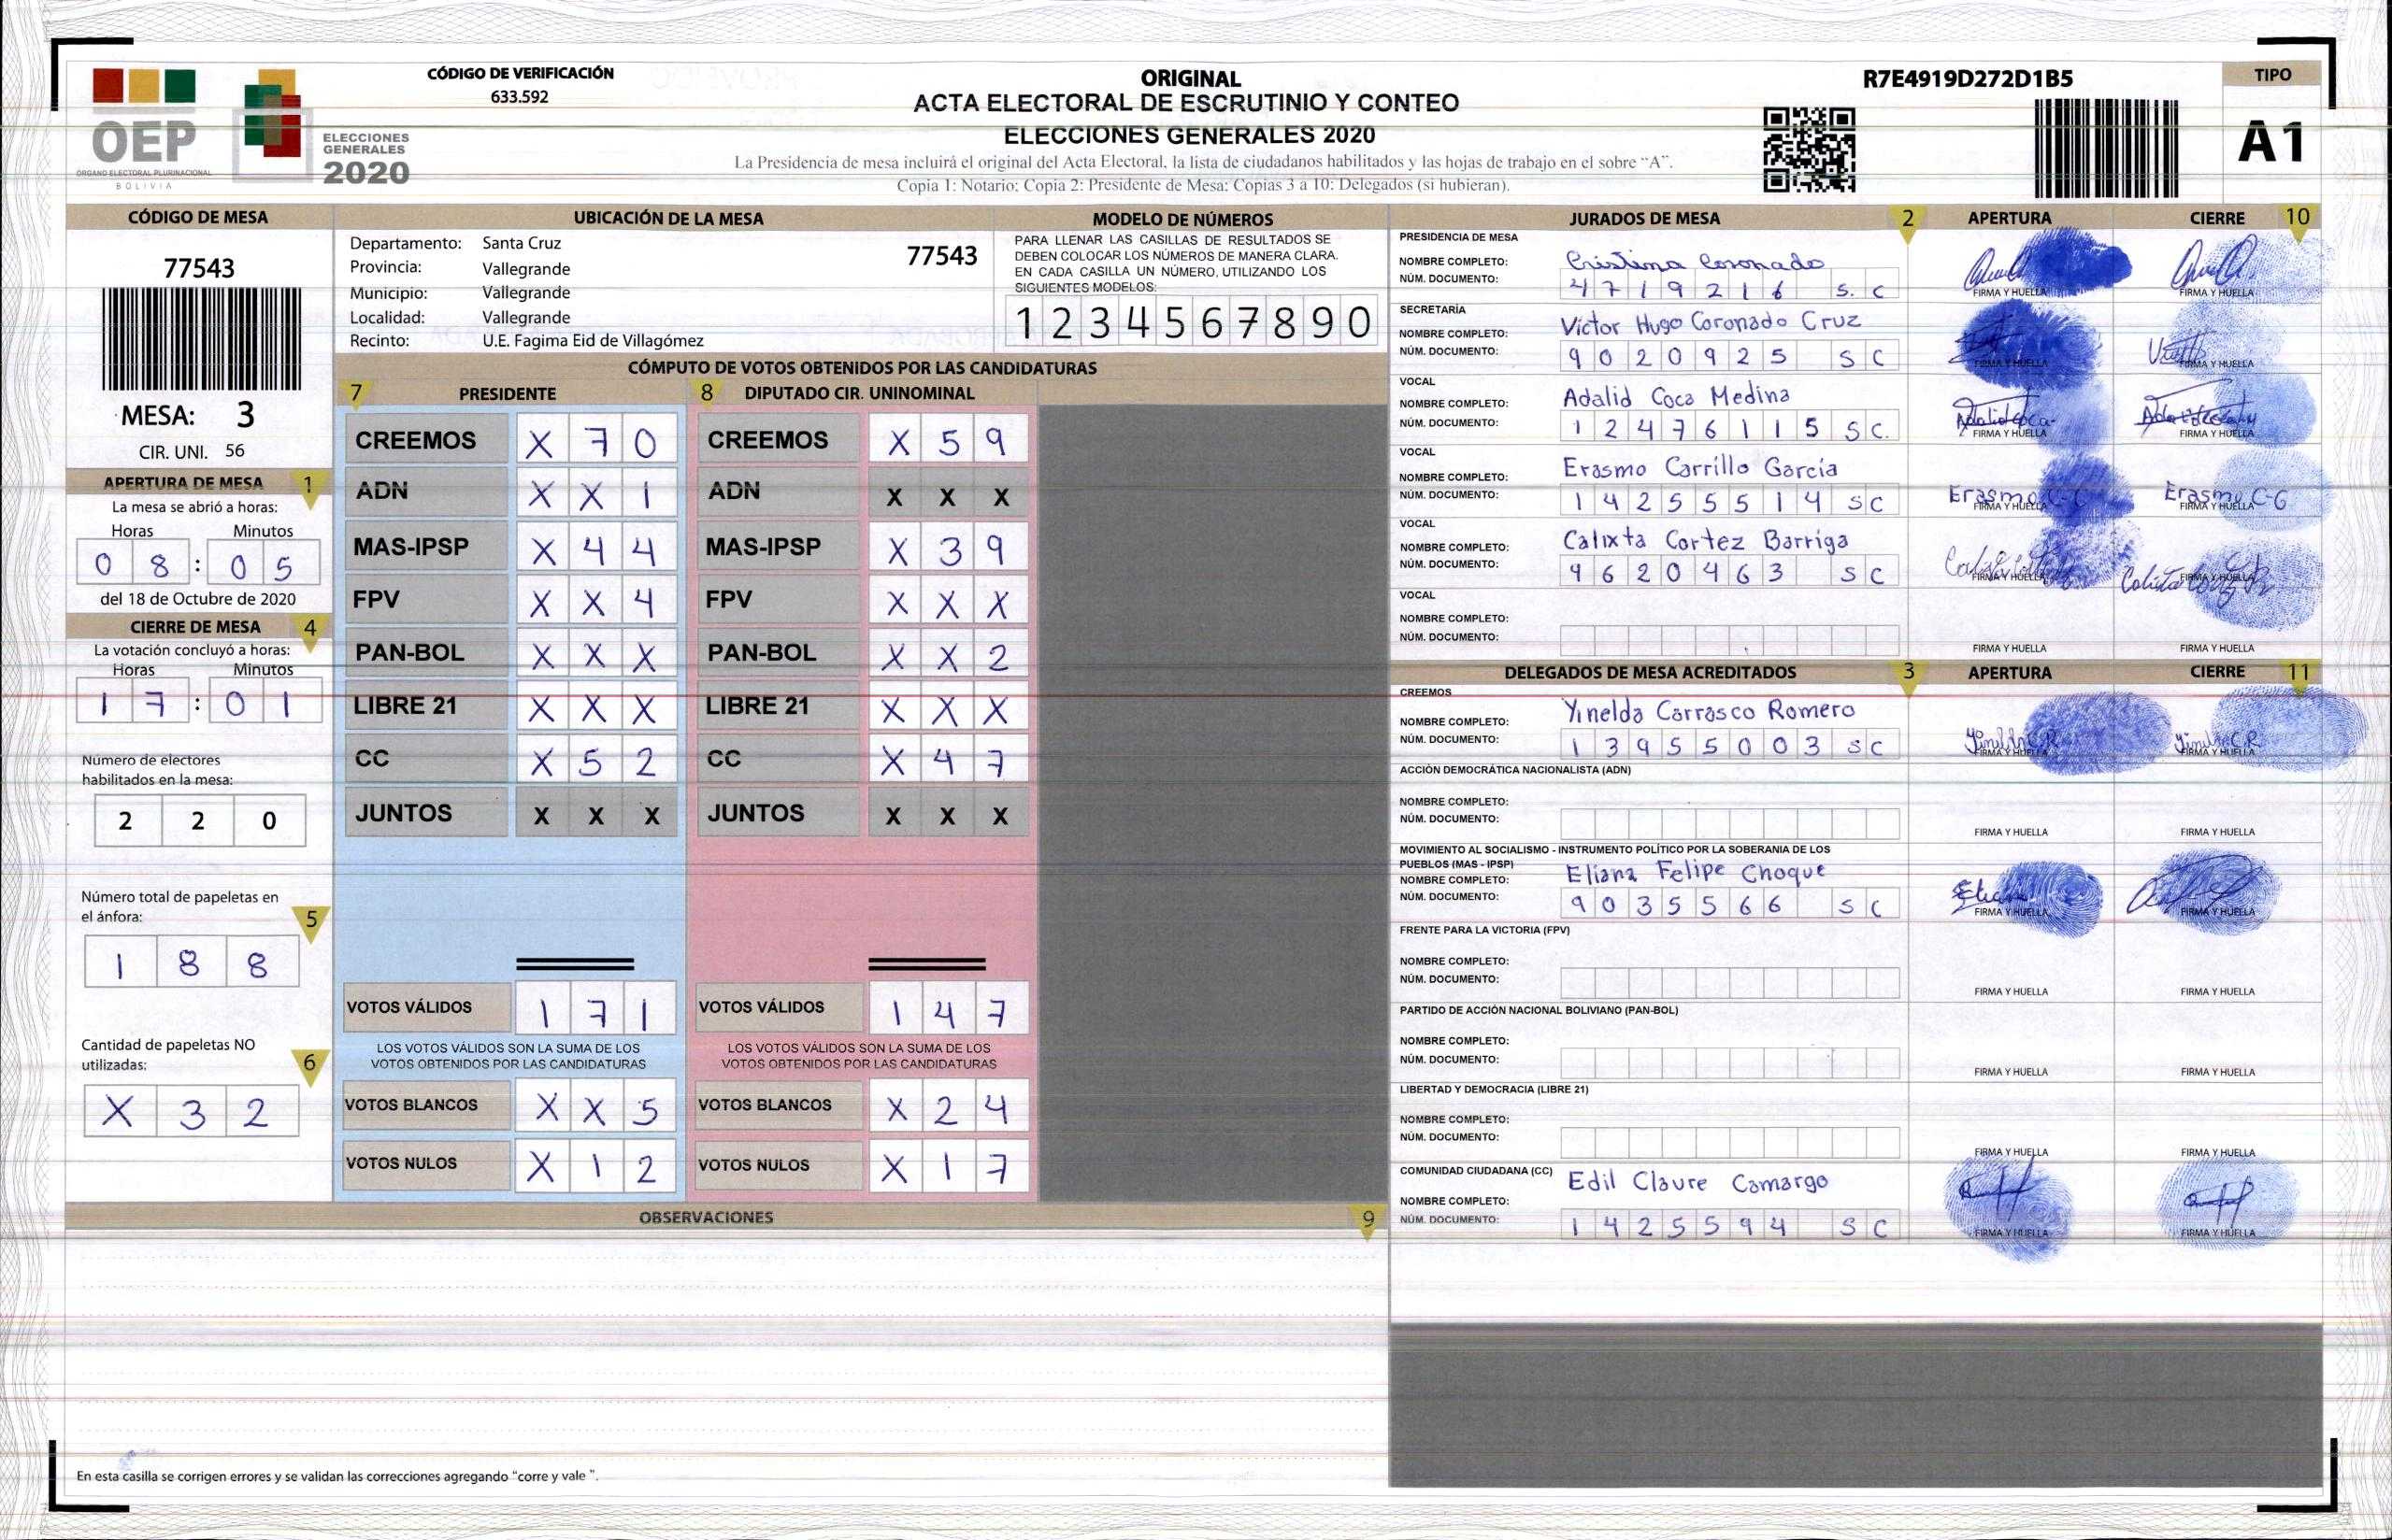 CÓDIGO DE VERIFICACIÓN
633.592
OEP
ÓRGANO ELECTORAL PLURINACIONAL
BOLIVIA
ELECCIONES
GENERALES
2020
ORIGINAL
ACTA ELECTORAL DE ESCRUTINIO Y CONTEO
ELECCIONES GENERALES 2020
La Presidencia de mesa incluirá el original del Acta Electoral, la lista de ciudadanos habilitados y las hojas de trabajo en el sobre “A”.
Copia 1: Notario; Copia 2: Presidente de Mesa; Copias 3 a 10: Delegados (si hubieran).
R7E4919D272D1B5
TIPO
A1
CÓDIGO DE MESA
77543
MESA: 3
CIR. UNI. 56
APERTURA DE MESA 1
La mesa se abrió a horas:
Horas Minutos
0 8 : 0 5
del 18 de Octubre de 2020
CIERRE DE MESA 4
La votación concluyó a horas:
Horas Minutos
1 7 : 0 1
Número de electores
habilitados en la mesa:
2 2 0
Número total de papeletas en
el ánfora: 5
1 8 8
Cantidad de papeletas NO
utilizadas: 6
X 3 2
UBICACIÓN DE LA MESA
Departamento: Santa Cruz 77543
Provincia: Vallegrande
Municipio: Vallegrande
Localidad: Vallegrande
Recinto: U.E. Fagima Eid de Villagómez
MODELO DE NÚMEROS
PARA LLENAR LAS CASILLAS DE RESULTADOS SE
DEBEN COLOCAR LOS NÚMEROS DE MANERA CLARA.
EN CADA CASILLA UN NÚMERO, UTILIZANDO LOS
SIGUIENTES MODELOS:
1 2 3 4 5 6 7 8 9 0
CÓMPUTO DE VOTOS OBTENIDOS POR LAS CANDIDATURAS
7 PRESIDENTE 8 DIPUTADO CIR. UNINOMINAL
CREEMOS X 7 0 CREEMOS X 5 9
ADN X X 1 ADN X X X
MAS-IPSP X 4 4 MAS-IPSP X 3 9
FPV X X 4 FPV X X X
PAN-BOL X X X PAN-BOL X X 2
LIBRE 21 X X X LIBRE 21 X X X
CC X 5 2 CC X 4 7
JUNTOS X X X JUNTOS X X X
VOTOS VÁLIDOS 1 7 1 VOTOS VÁLIDOS 1 4 7
LOS VOTOS VÁLIDOS SON LA SUMA DE LOS LOS VOTOS VÁLIDOS SON LA SUMA DE LOS
VOTOS OBTENIDOS POR LAS CANDIDATURAS VOTOS OBTENIDOS POR LAS CANDIDATURAS
VOTOS BLANCOS X X 5 VOTOS BLANCOS X 2 4
VOTOS NULOS X 1 2 VOTOS NULOS X 1 7
OBSERVACIONES 9
En esta casilla se corrigen errores y se validan las correcciones agregando “corre y vale ”.
JURADOS DE MESA 2 APERTURA CIERRE 10
PRESIDENCIA DE MESA
NOMBRE COMPLETO: Cristina Coronado
NÚM. DOCUMENTO: 4 7 1 9 2 1 6 S. C
FIRMA Y HUELLA FIRMA Y HUELLA
SECRETARÍA
NOMBRE COMPLETO: Victor Hugo Coronado Cruz
NÚM. DOCUMENTO: 9 0 2 0 9 2 5 S C
FIRMA Y HUELLA FIRMA Y HUELLA
VOCAL
NOMBRE COMPLETO: Adalid Coca Medina
NÚM. DOCUMENTO: 1 2 4 7 6 1 1 5 S C.
FIRMA Y HUELLA FIRMA Y HUELLA
VOCAL
NOMBRE COMPLETO: Erasmo Carrillo García
NÚM. DOCUMENTO: 1 4 2 5 5 5 1 4 S C
Erasmo C-G Erasmo C-G
FIRMA Y HUELLA FIRMA Y HUELLA
VOCAL
NOMBRE COMPLETO: Calixta Cortez Barriga
NÚM. DOCUMENTO: 9 6 2 0 4 6 3 S C
FIRMA Y HUELLA FIRMA Y HUELLA
VOCAL
NOMBRE COMPLETO:
NÚM. DOCUMENTO:
FIRMA Y HUELLA FIRMA Y HUELLA
DELEGADOS DE MESA ACREDITADOS 3 APERTURA CIERRE 11
CREEMOS
NOMBRE COMPLETO: Yinelda Carrasco Romero
NÚM. DOCUMENTO: 1 3 9 5 5 0 0 3 S C
FIRMA Y HUELLA FIRMA Y HUELLA
ACCIÓN DEMOCRÁTICA NACIONALISTA (ADN)
NOMBRE COMPLETO:
NÚM. DOCUMENTO:
FIRMA Y HUELLA FIRMA Y HUELLA
MOVIMIENTO AL SOCIALISMO - INSTRUMENTO POLÍTICO POR LA SOBERANIA DE LOS
PUEBLOS (MAS - IPSP)
NOMBRE COMPLETO: Eliana Felipe Choque
NÚM. DOCUMENTO: 9 0 3 5 5 6 6 S C
FIRMA Y HUELLA FIRMA Y HUELLA
FRENTE PARA LA VICTORIA (FPV)
NOMBRE COMPLETO:
NÚM. DOCUMENTO:
FIRMA Y HUELLA FIRMA Y HUELLA
PARTIDO DE ACCIÓN NACIONAL BOLIVIANO (PAN-BOL)
NOMBRE COMPLETO:
NÚM. DOCUMENTO:
FIRMA Y HUELLA FIRMA Y HUELLA
LIBERTAD Y DEMOCRACIA (LIBRE 21)
NOMBRE COMPLETO:
NÚM. DOCUMENTO:
FIRMA Y HUELLA FIRMA Y HUELLA
COMUNIDAD CIUDADANA (CC)
NOMBRE COMPLETO: Edil Claure Camargo
NÚM. DOCUMENTO: 1 4 2 5 5 9 4 S C
FIRMA Y HUELLA FIRMA Y HUELLA